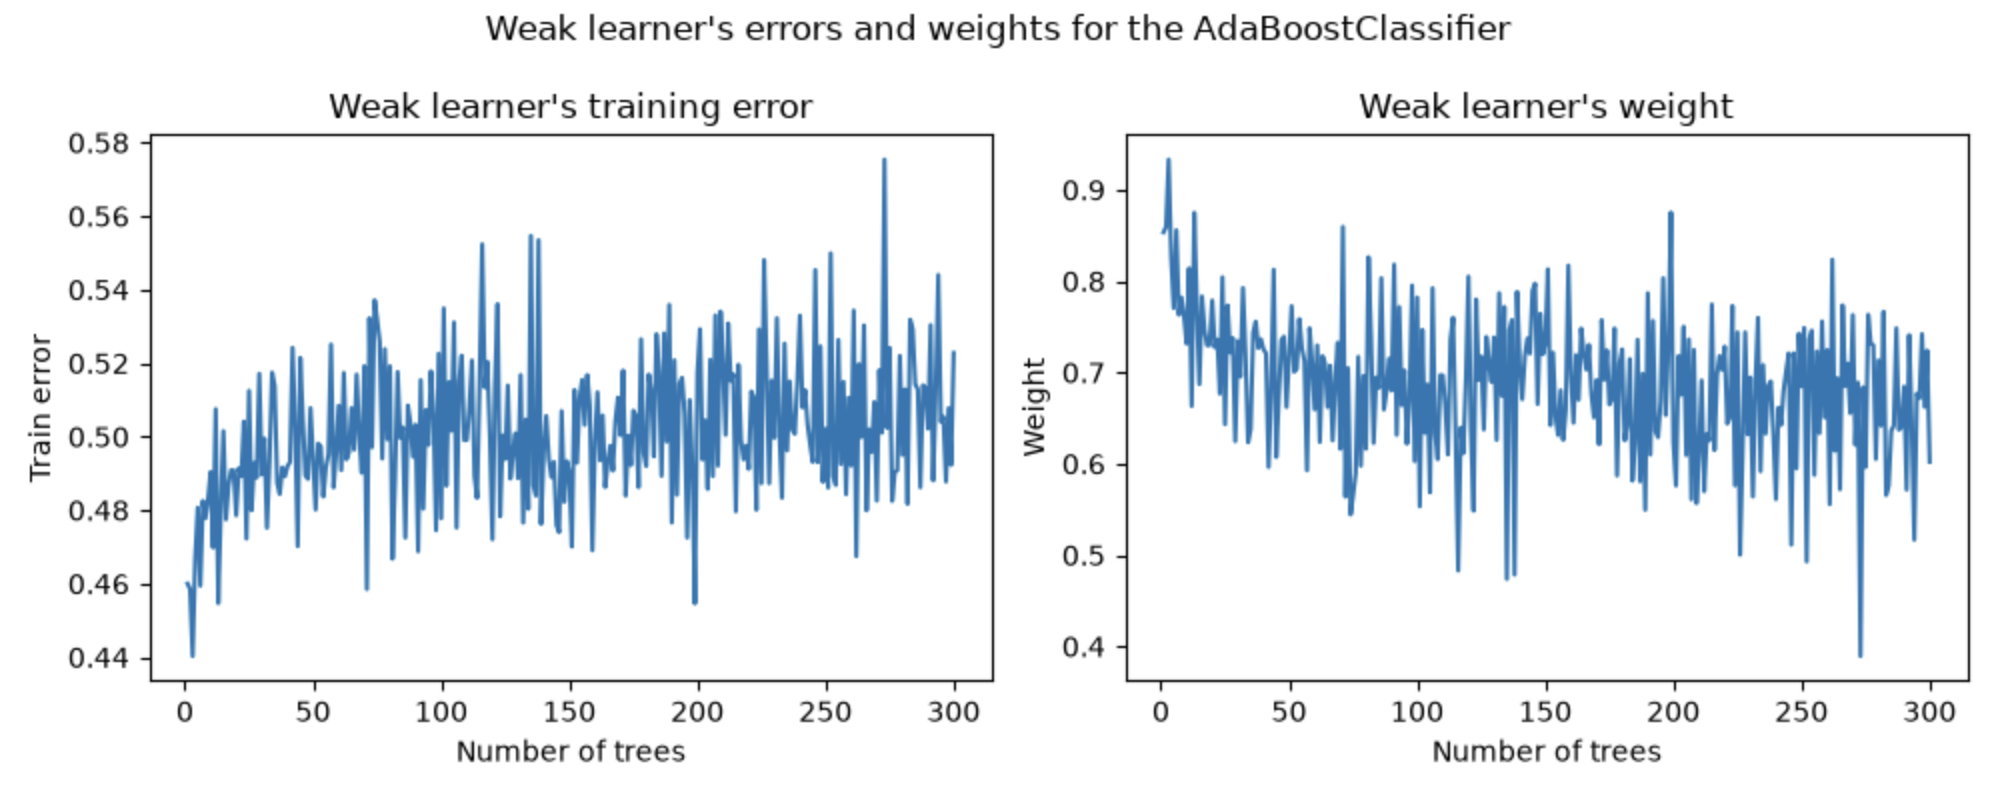 Weak learner's errors and weights for the AdaBoostClassifier
Weak learner's training error
Train error
0.58
0.56
0.54
0.52
0.50
0.48
0.46
0.44
0 50 100 150 200 250 300
Number of trees
Weak learner's weight
Weight
0.9
0.8
0.7
0.6
0.5
0.4
0 50 100 150 200 250 300
Number of trees